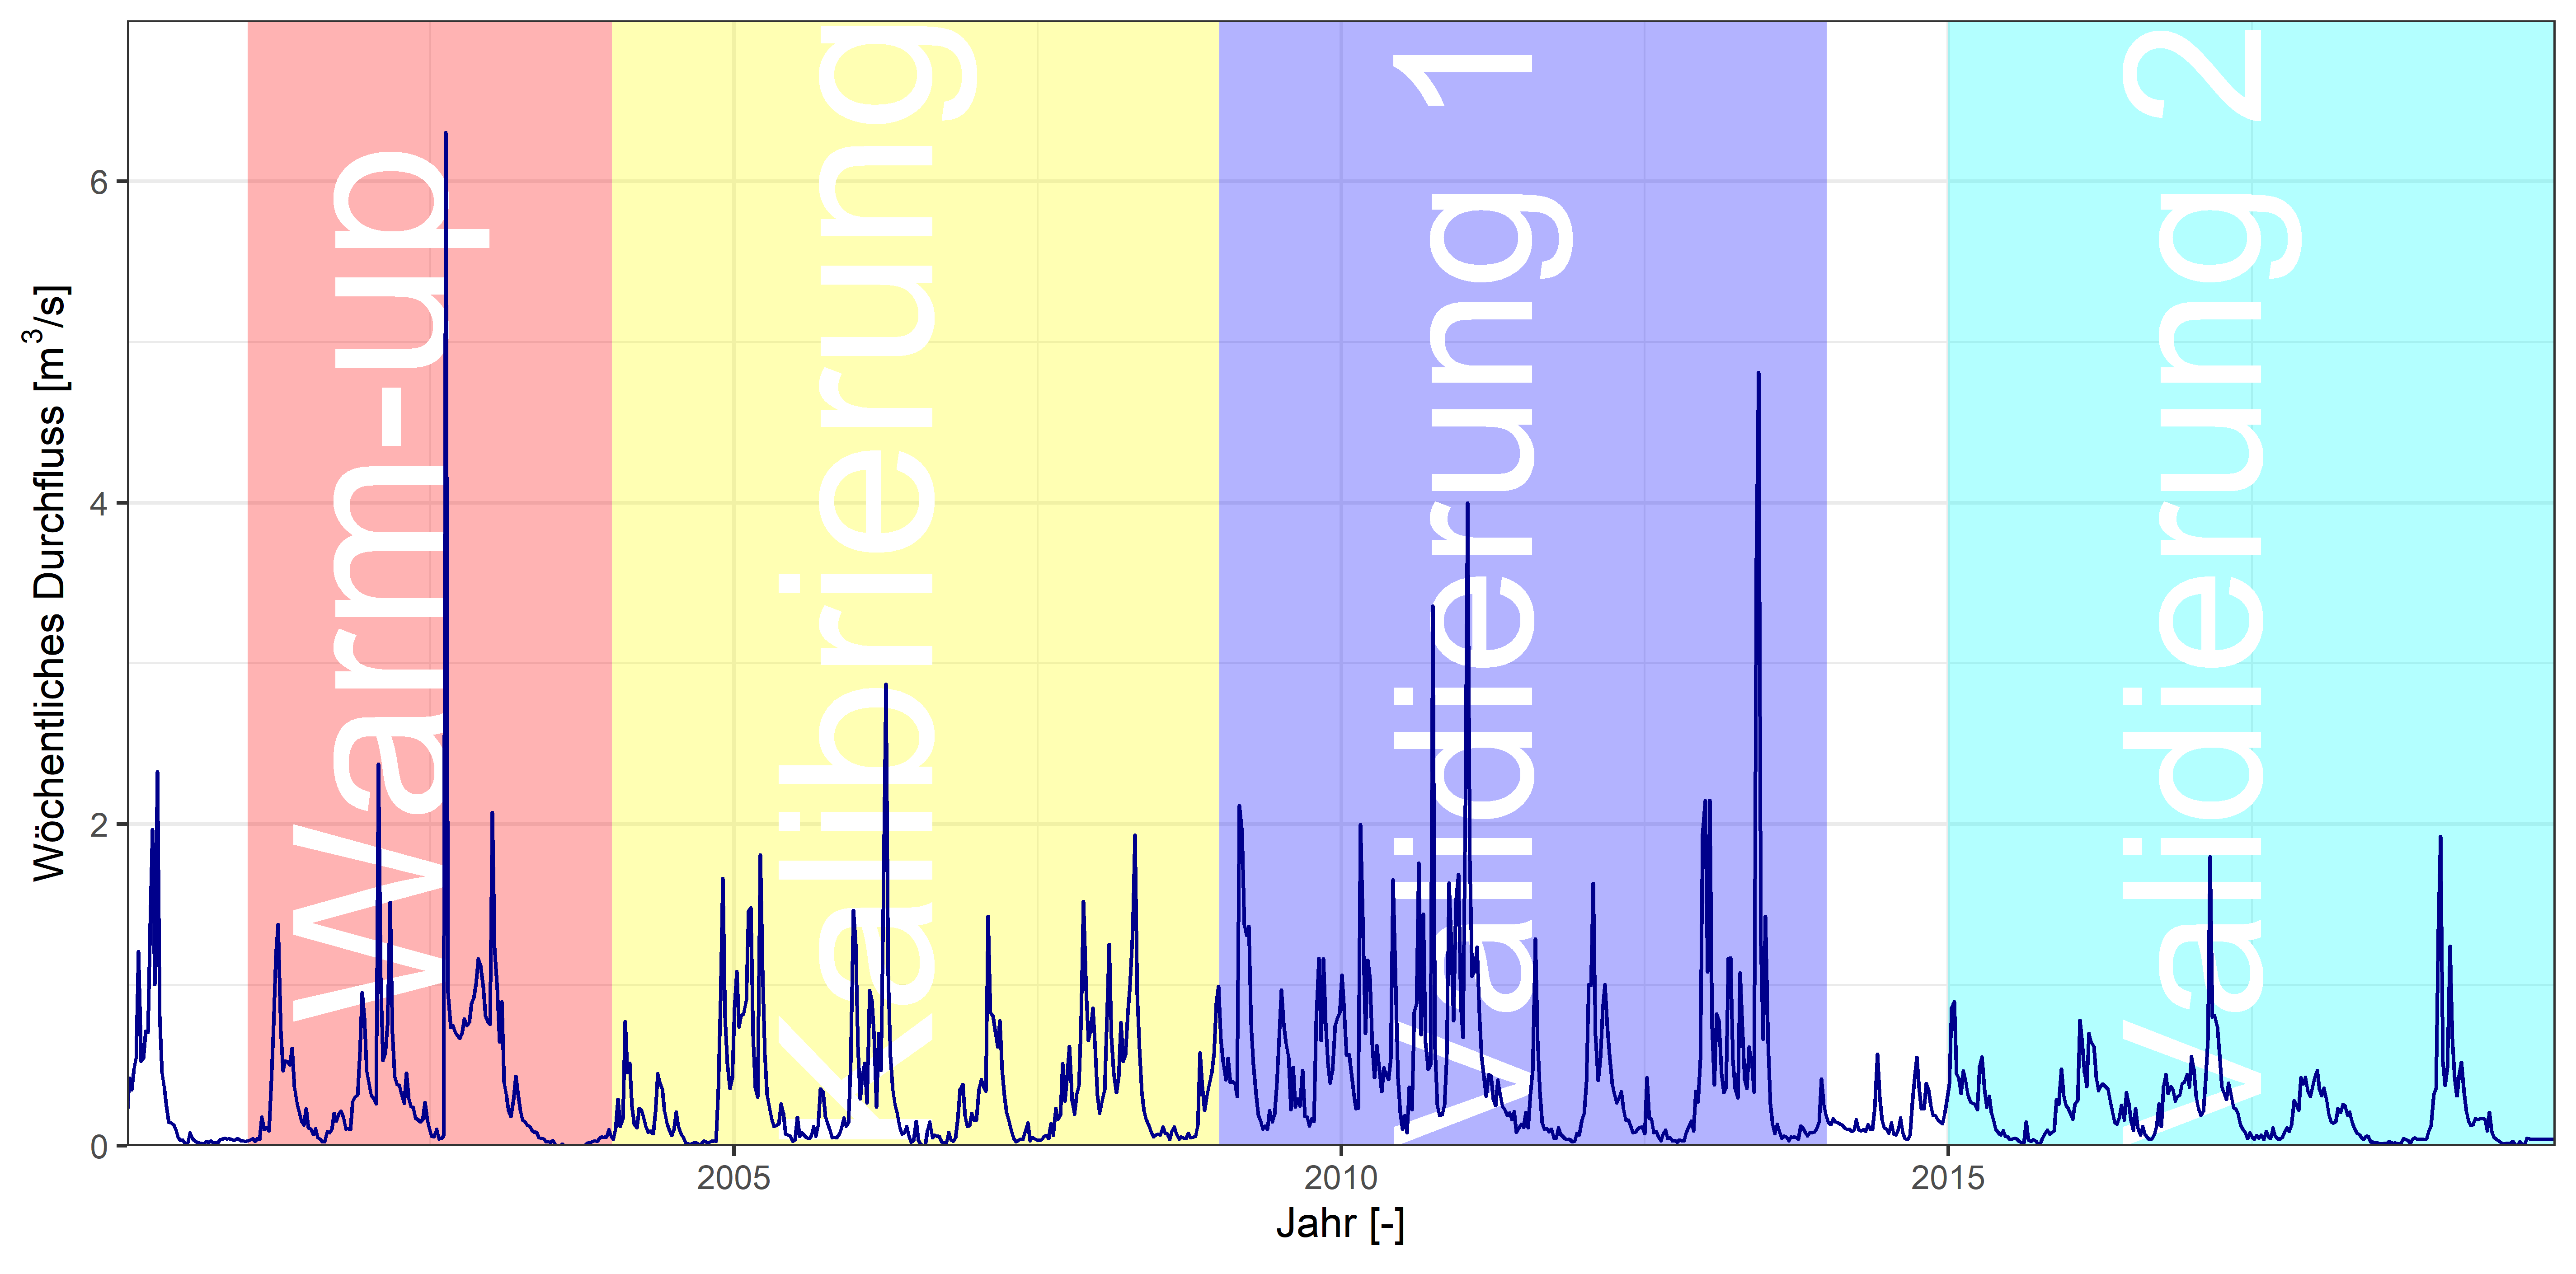 Warm-up
Kalibrierung
Validierung 1
Validierung 2
Wöchentliches Durchfluss [m³/s]
6
4
2
0
2005
2010
2015
Jahr [-]